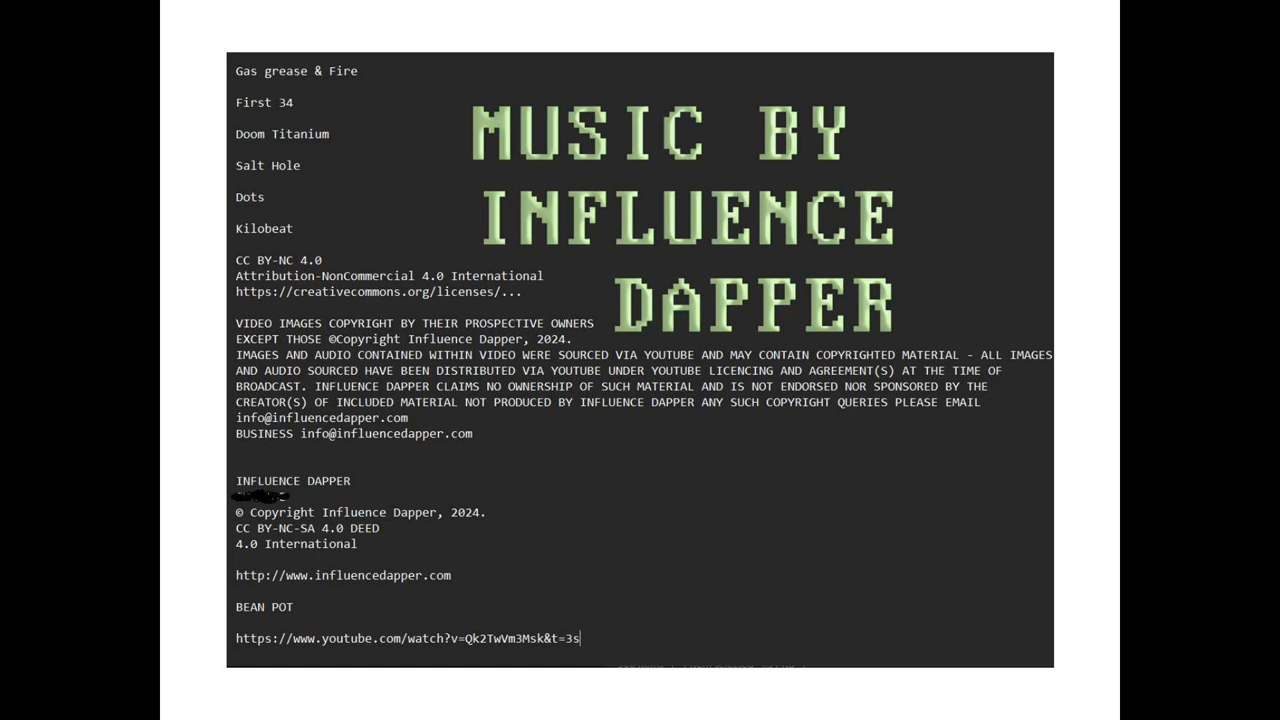 Gas grease & Fire
First 34
Doom Titanium
Salt Hole
Dots
Kilobeat
MUSIC BY
INFLUENCE
DAPPER
CC BY-NC 4.0
Attribution-NonCommercial 4.0 International
https://creativecommons.org/licenses/...
VIDEO IMAGES COPYRIGHT BY THEIR PROSPECTIVE OWNERS
EXCEPT THOSE ©Copyright Influence Dapper, 2024.
IMAGES AND AUDIO CONTAINED WITHIN VIDEO WERE SOURCED VIA YOUTUBE AND MAY CONTAIN COPYRIGHTED MATERIAL - ALL IMAGES
AND AUDIO SOURCED HAVE BEEN DISTRIBUTED VIA YOUTUBE UNDER YOUTUBE LICENCING AND AGREEMENT(S) AT THE TIME OF
BROADCAST. INFLUENCE DAPPER CLAIMS NO OWNERSHIP OF SUCH MATERIAL AND IS NOT ENDORSED NOR SPONSORED BY THE
CREATOR(S) OF INCLUDED MATERIAL NOT PRODUCED BY INFLUENCE DAPPER ANY SUCH COPYRIGHT QUERIES PLEASE EMAIL
info@influencedapper.com
BUSINESS info@influencedapper.com
INFLUENCE DAPPER
© Copyright Influence Dapper, 2024.
CC BY-NC-SA 4.0 DEED
4.0 International
http://www.influencedapper.com
BEAN POT
https://www.youtube.com/watch?v=Qk2TwVm3Msk&t=3s